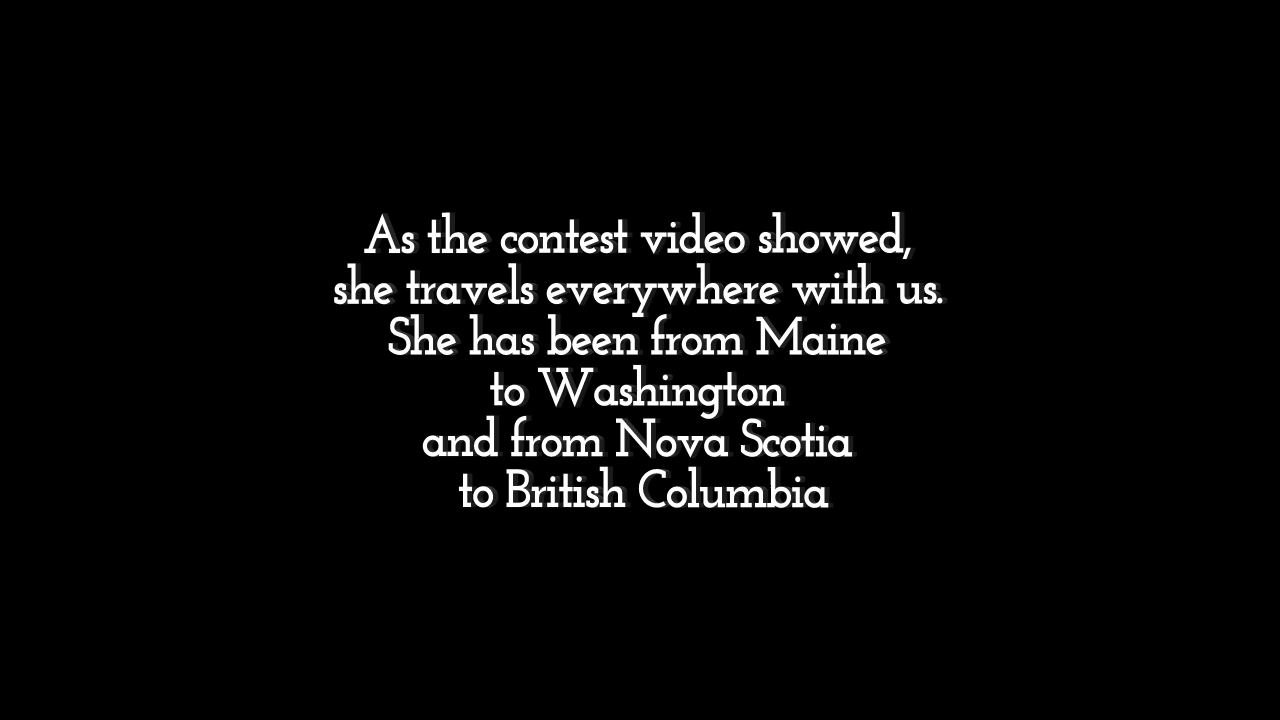 As the contest video showed,
she travels everywhere with us.
She has been from Maine
to Washington
and from Nova Scotia
to British Columbia